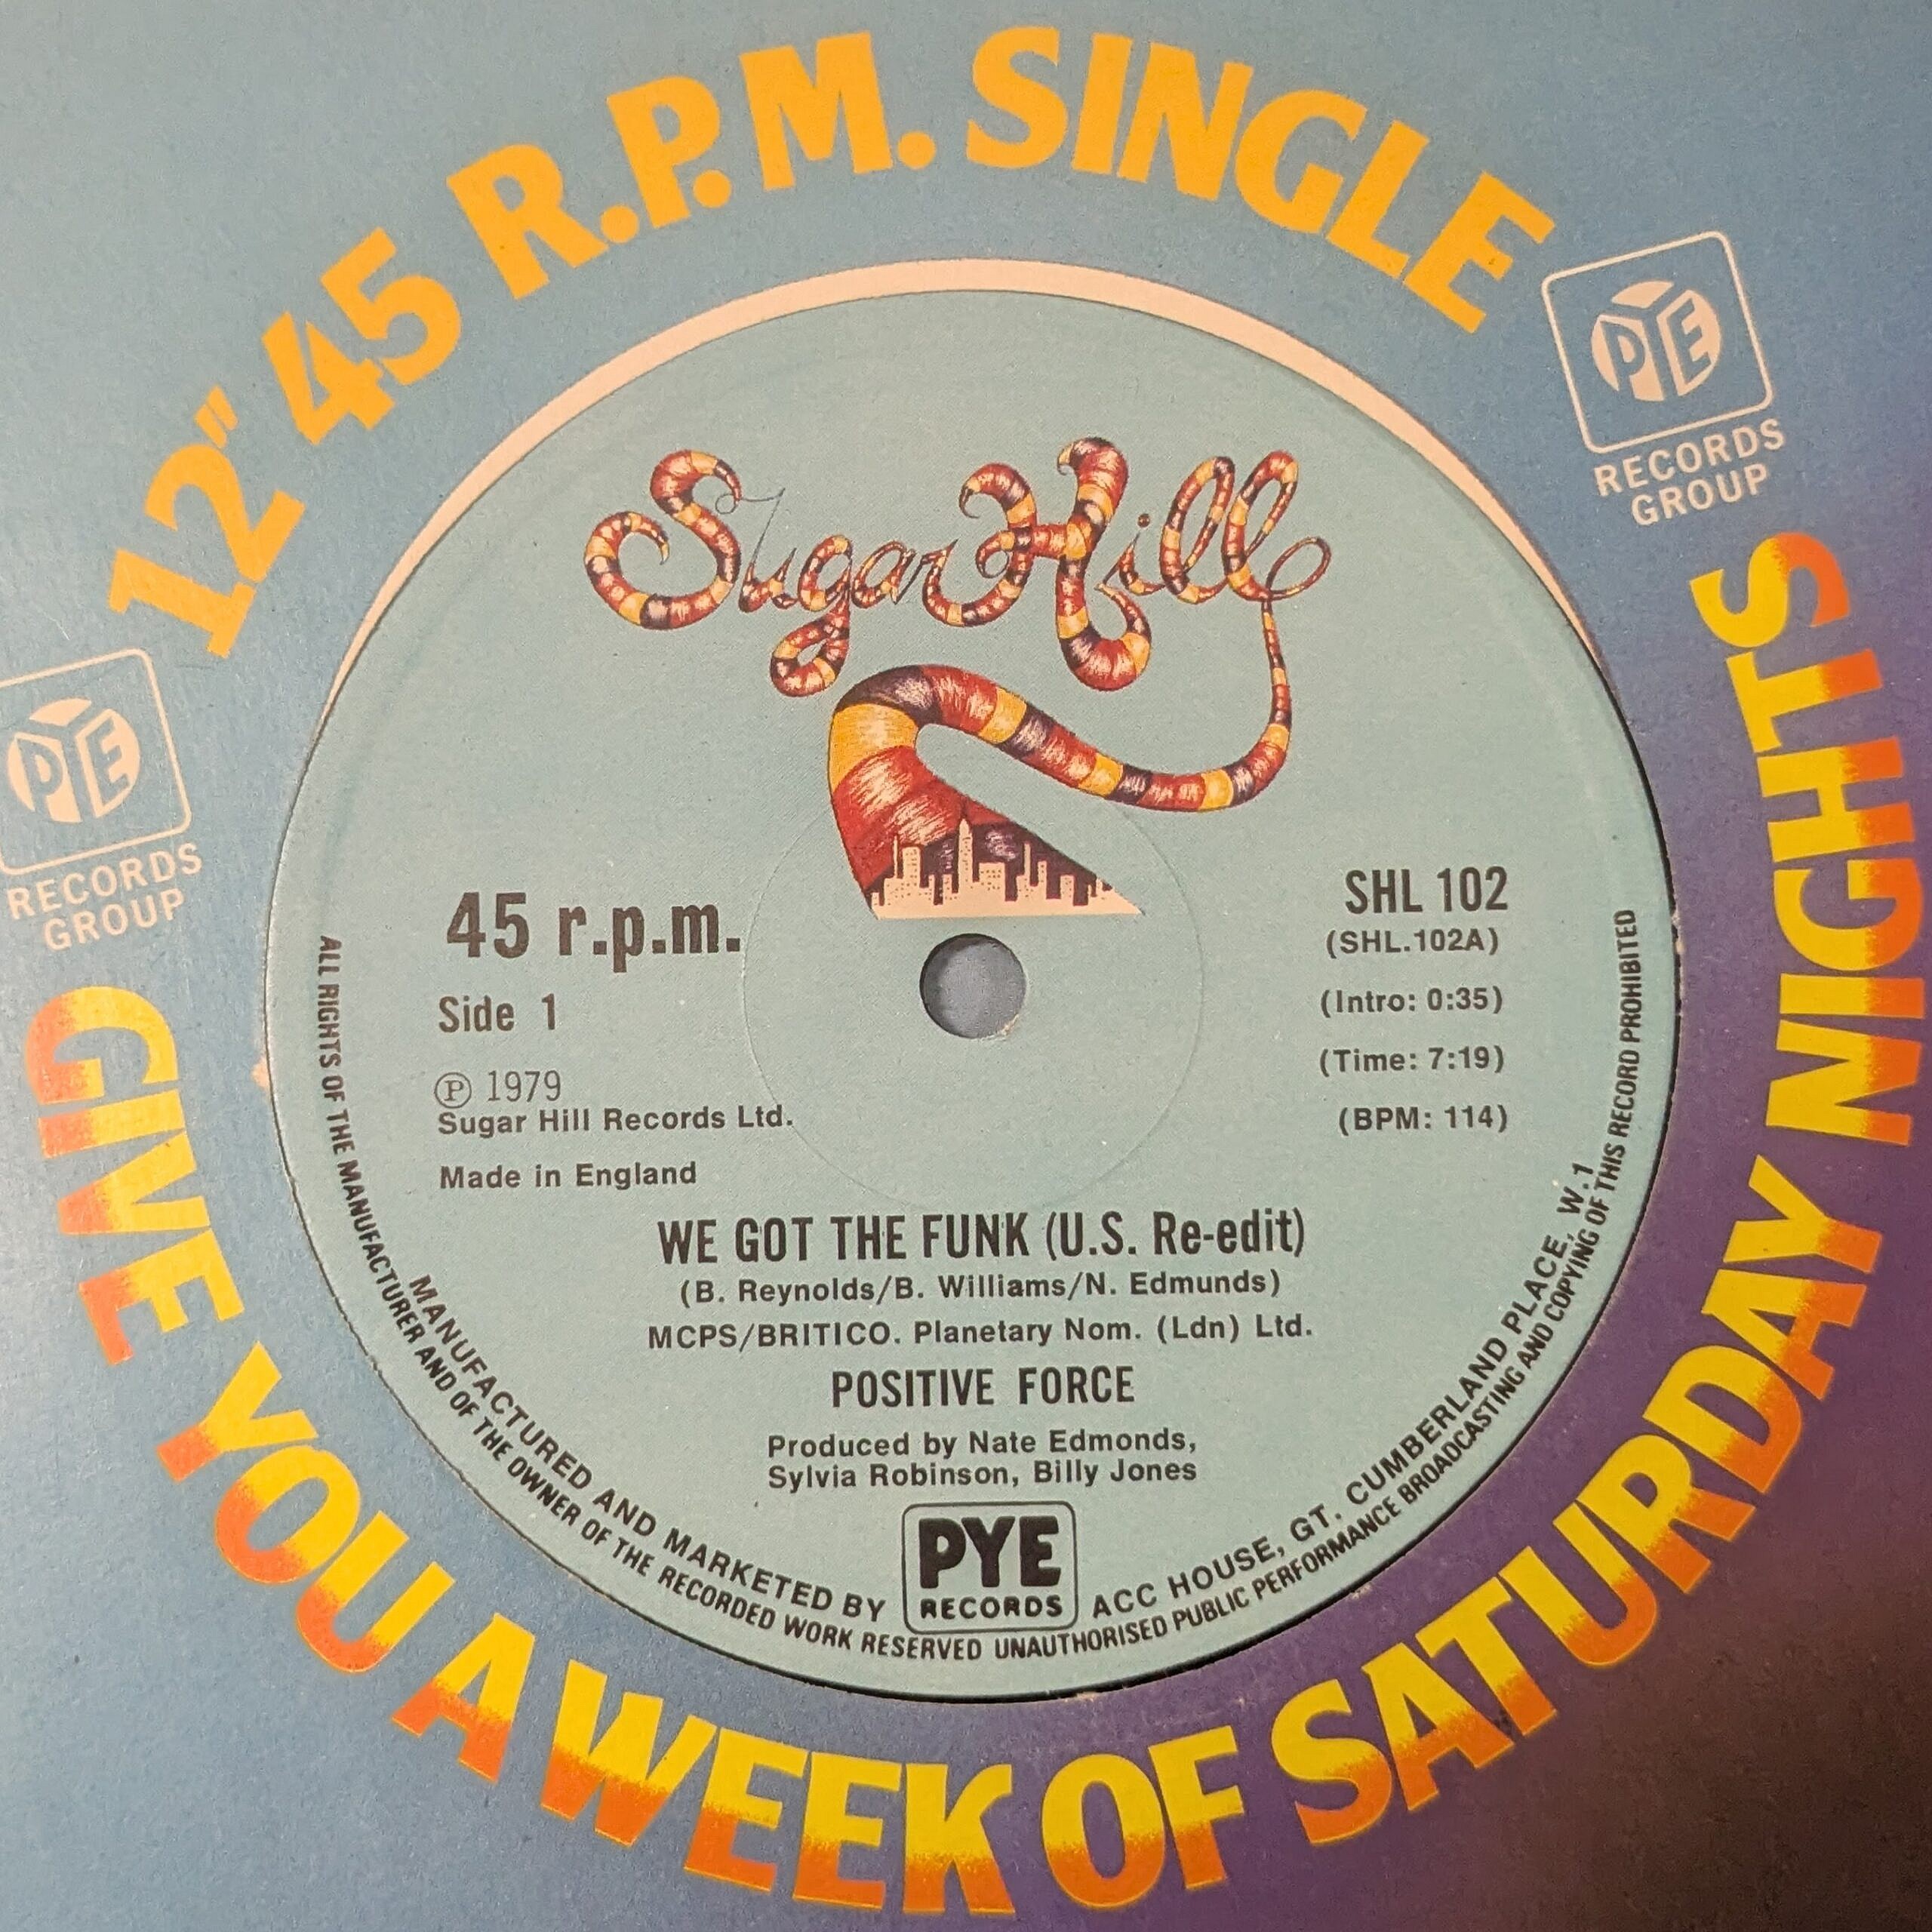 12" 45 R.P.M. SINGLE
PYE
RECORDS
GROUP
PYE
RECORDS
GROUP
GIVE YOU A WEEK OF SATURDAY NIGHTS
Sugar Hill
45 r.p.m.
Side 1
Ⓟ 1979
Sugar Hill Records Ltd.
Made in England
SHL 102
(SHL.102A)
(Intro: 0:35)
(Time: 7:19)
(BPM: 114)
WE GOT THE FUNK (U.S. Re-edit)
(B. Reynolds/B. Williams/N. Edmunds)
MCPS/BRITICO. Planetary Nom. (Ldn) Ltd.
POSITIVE FORCE
Produced by Nate Edmonds,
Sylvia Robinson, Billy Jones
MANUFACTURED AND MARKETED BY PYE RECORDS ACC HOUSE, GT. CUMBERLAND PLACE, W.1
ALL RIGHTS OF THE MANUFACTURER AND OF THE OWNER OF THE RECORDED WORK RESERVED UNAUTHORISED PUBLIC PERFORMANCE BROADCASTING AND COPYING OF THIS RECORD PROHIBITED